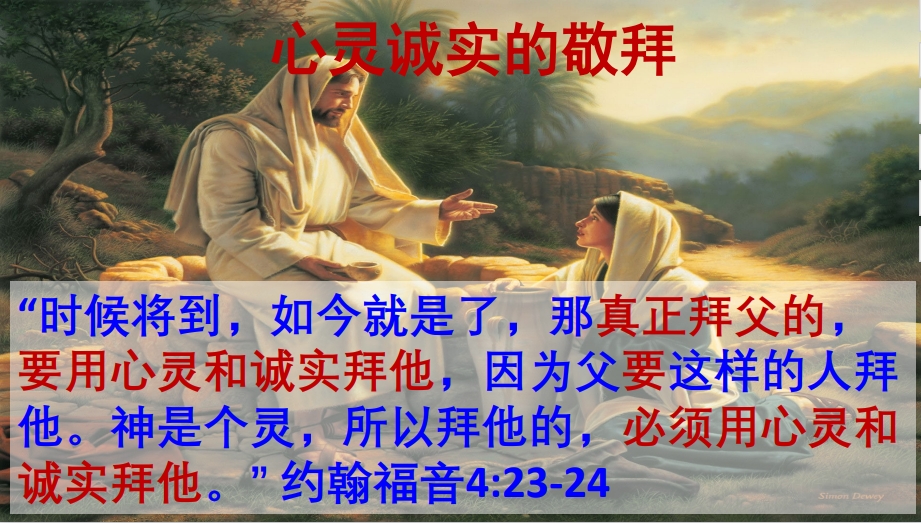 心灵诚实的敬拜
“时候将到，如今就是了，那真正拜父的，
要用心灵和诚实拜他，因为父要这样的人拜
他。神是个灵，所以拜他的，必须用心灵和
诚实拜他。” 约翰福音4:23-24
Simon Dewey